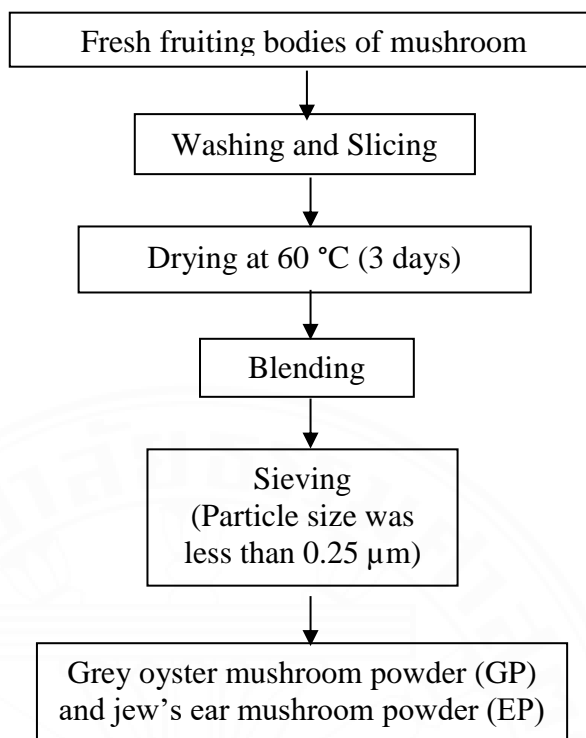 Fresh fruiting bodies of mushroom
Washing and Slicing
Drying at 60 °C (3 days)
Blending
Sieving
(Particle size was
less than 0.25 µm)
Grey oyster mushroom powder (GP)
and jew's ear mushroom powder (EP)